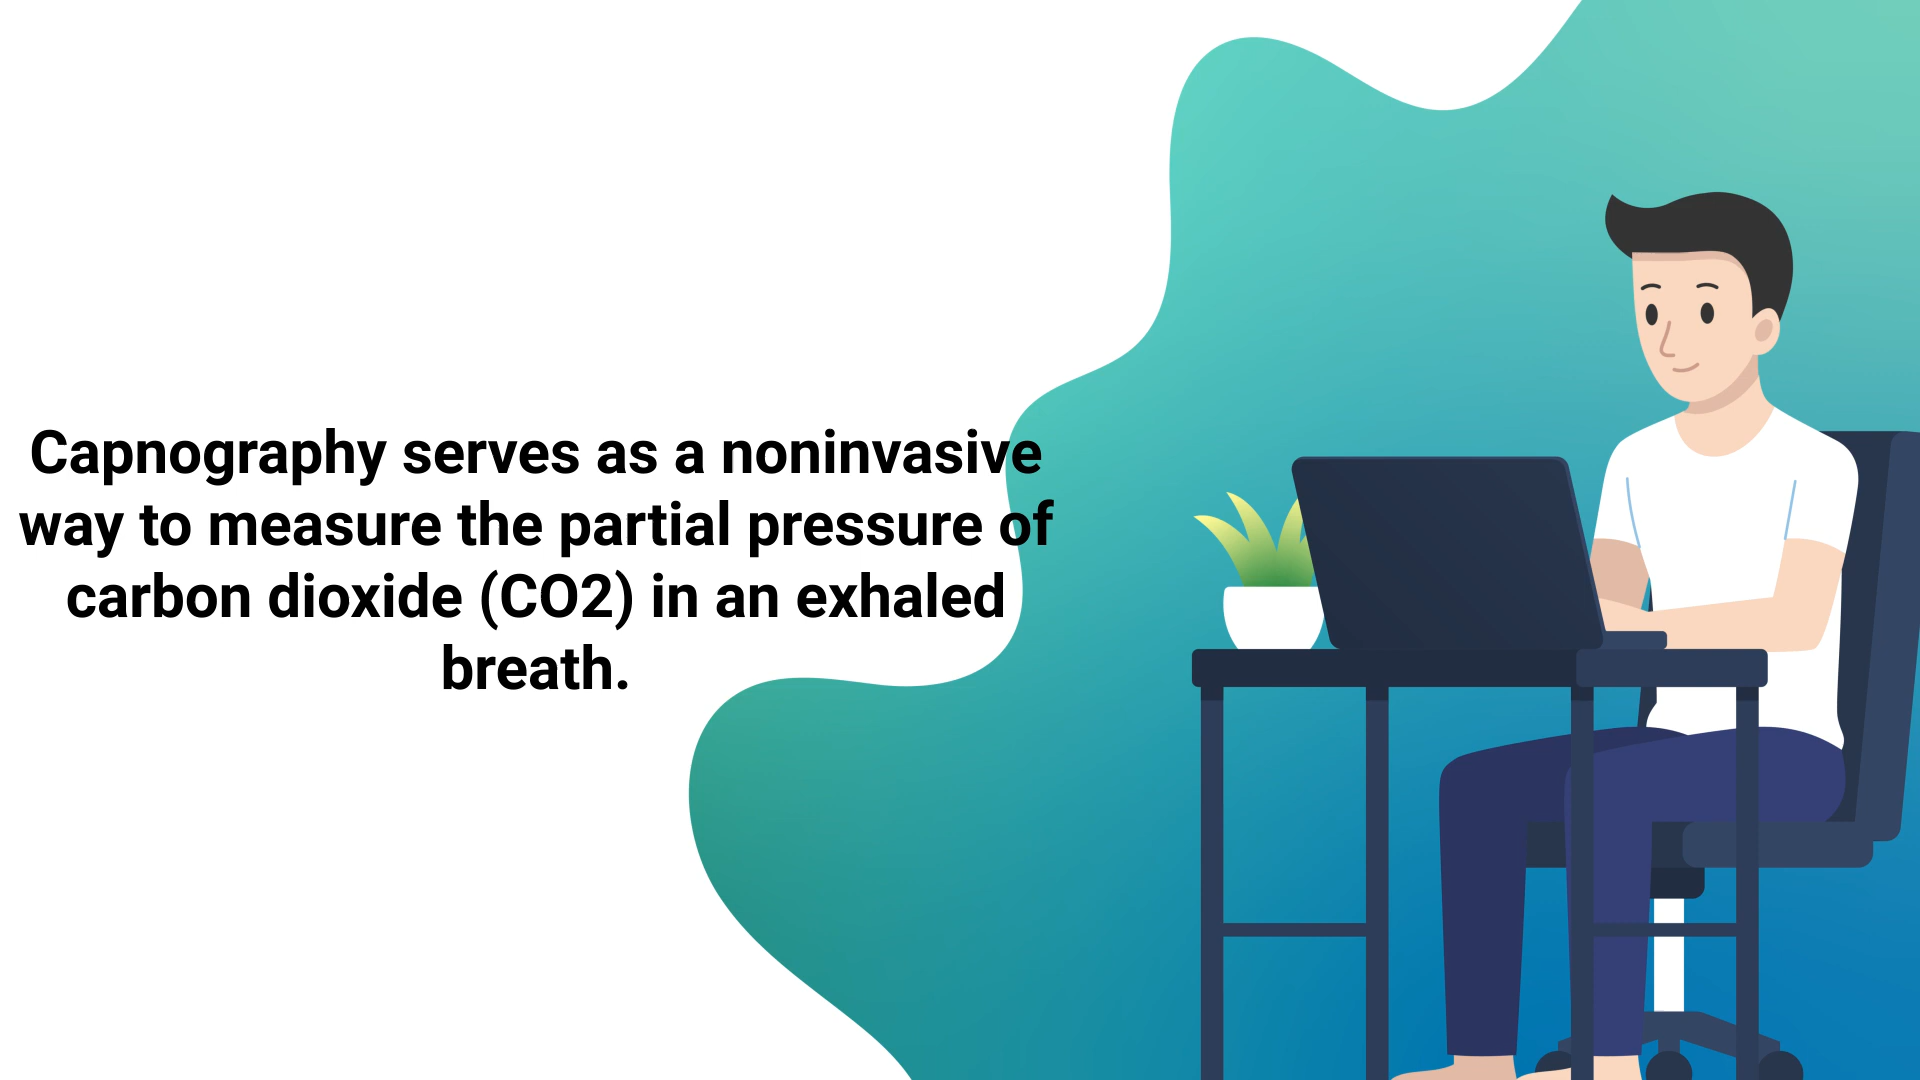 Capnography serves as a noninvasive
way to measure the partial pressure of
carbon dioxide (CO2) in an exhaled
breath.